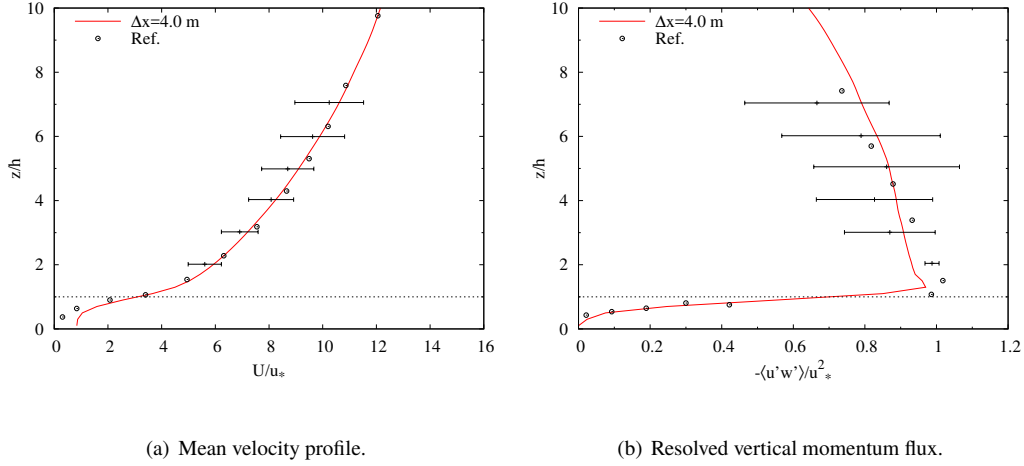 10
8
6
4
2
0
z/h
Δx=4.0 m
Ref.
0 2 4 6 8 10 12 14 16
U/u*
10
8
6
4
2
0
z/h
Δx=4.0 m
Ref.
0 0.2 0.4 0.6 0.8 1 1.2
-⟨u'w'⟩/u²*
(a) Mean velocity profile.
(b) Resolved vertical momentum flux.